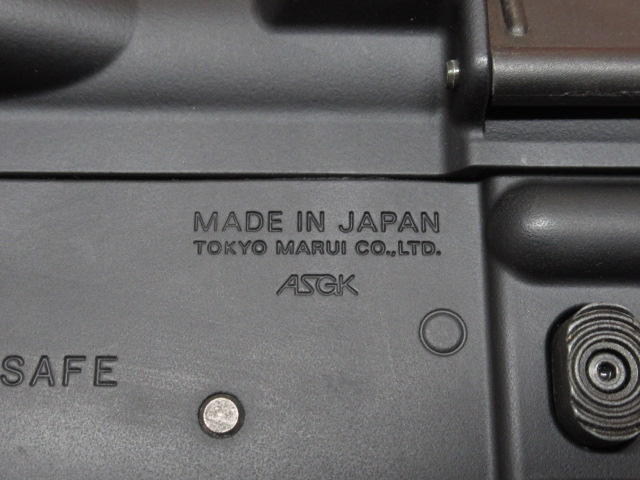 MADE IN JAPAN
TOKYO MARUI CO.,LTD.
ASGK
SAFE